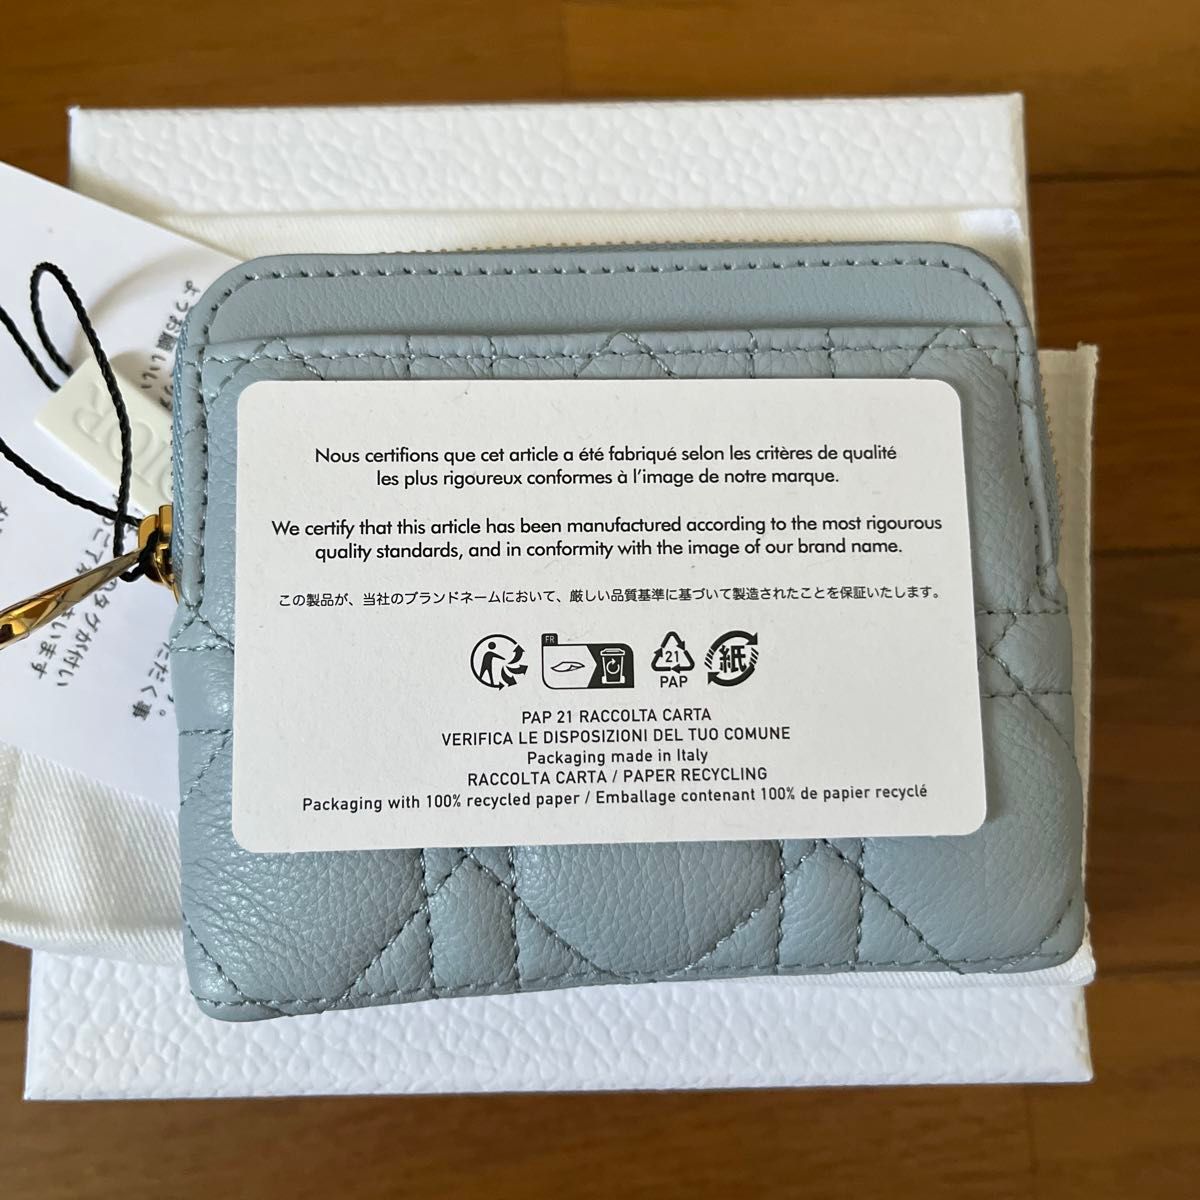 Nous certifions que cet article a été fabriqué selon les critères de qualité
les plus rigoureux conformes à l'image de notre marque.
We certify that this article has been manufactured according to the most rigourous
quality standards, and in conformity with the image of our brand name.
この製品が、当社のブランドネームにおいて、厳しい品質基準に基づいて製造されたことを保証いたします。
FR
21
PAP
紙
PAP 21 RACCOLTA CARTA
VERIFICA LE DISPOSIZIONI DEL TUO COMUNE
Packaging made in Italy
RACCOLTA CARTA / PAPER RECYCLING
Packaging with 100% recycled paper / Emballage contenant 100% de papier recyclé
DIOR